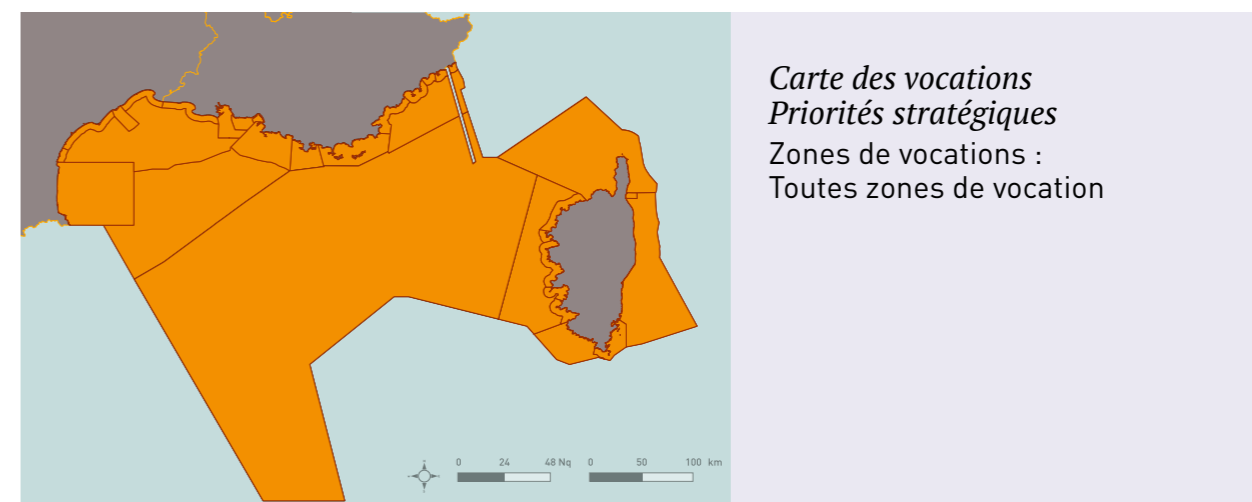 Carte des vocations
Priorités stratégiques
Zones de vocations :
Toutes zones de vocation
0 24 48 Nq 0 50 100 km